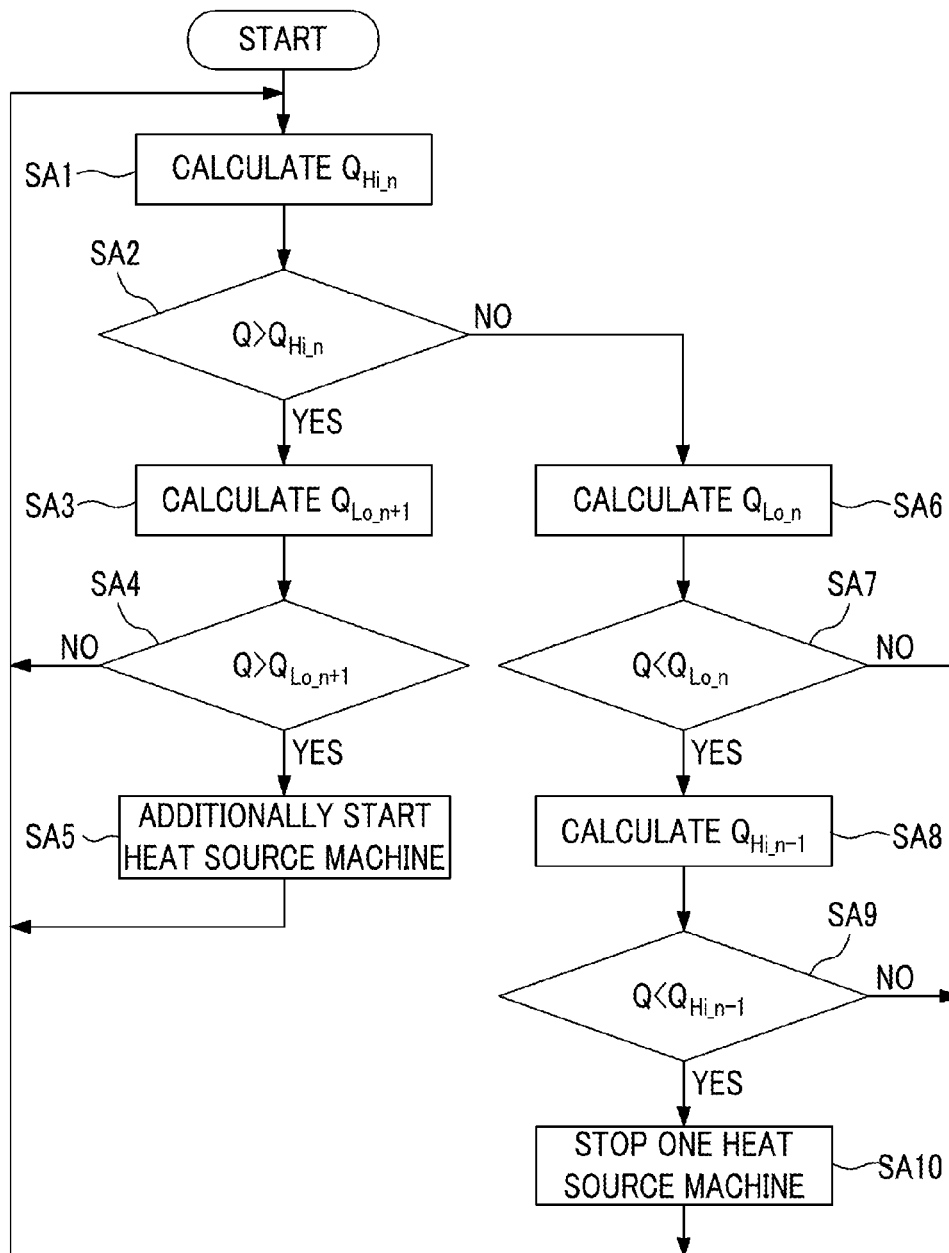 START
SA1
CALCULATE Q_Hi_n
SA2
Q>Q_Hi_n
NO
YES
SA3
CALCULATE Q_Lo_n+1
CALCULATE Q_Lo_n
SA6
SA4
SA7
NO
Q>Q_Lo_n+1
Q<Q_Lo_n
NO
YES
YES
SA5
ADDITIONALLY START
HEAT SOURCE MACHINE
CALCULATE Q_Hi_n-1
SA8
SA9
Q<Q_Hi_n-1
NO
YES
STOP ONE HEAT
SOURCE MACHINE
SA10